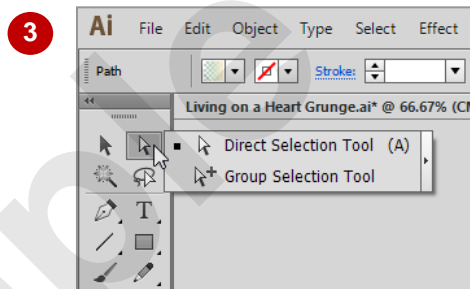 3
Ai File Edit Object Type Select Effect
Path Stroke:
Living on a Heart Grunge.ai* @ 66.67% (CM
Direct Selection Tool (A)
Group Selection Tool
T